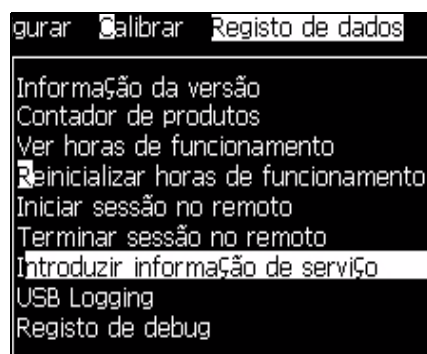 gurar Calibrar Registo de dados
Informação da versão
Contador de produtos
Ver horas de funcionamento
Reinicializar horas de funcionamento
Iniciar sessão no remoto
Terminar sessão no remoto
Introduzir informação de serviço
USB Logging
Registo de debug